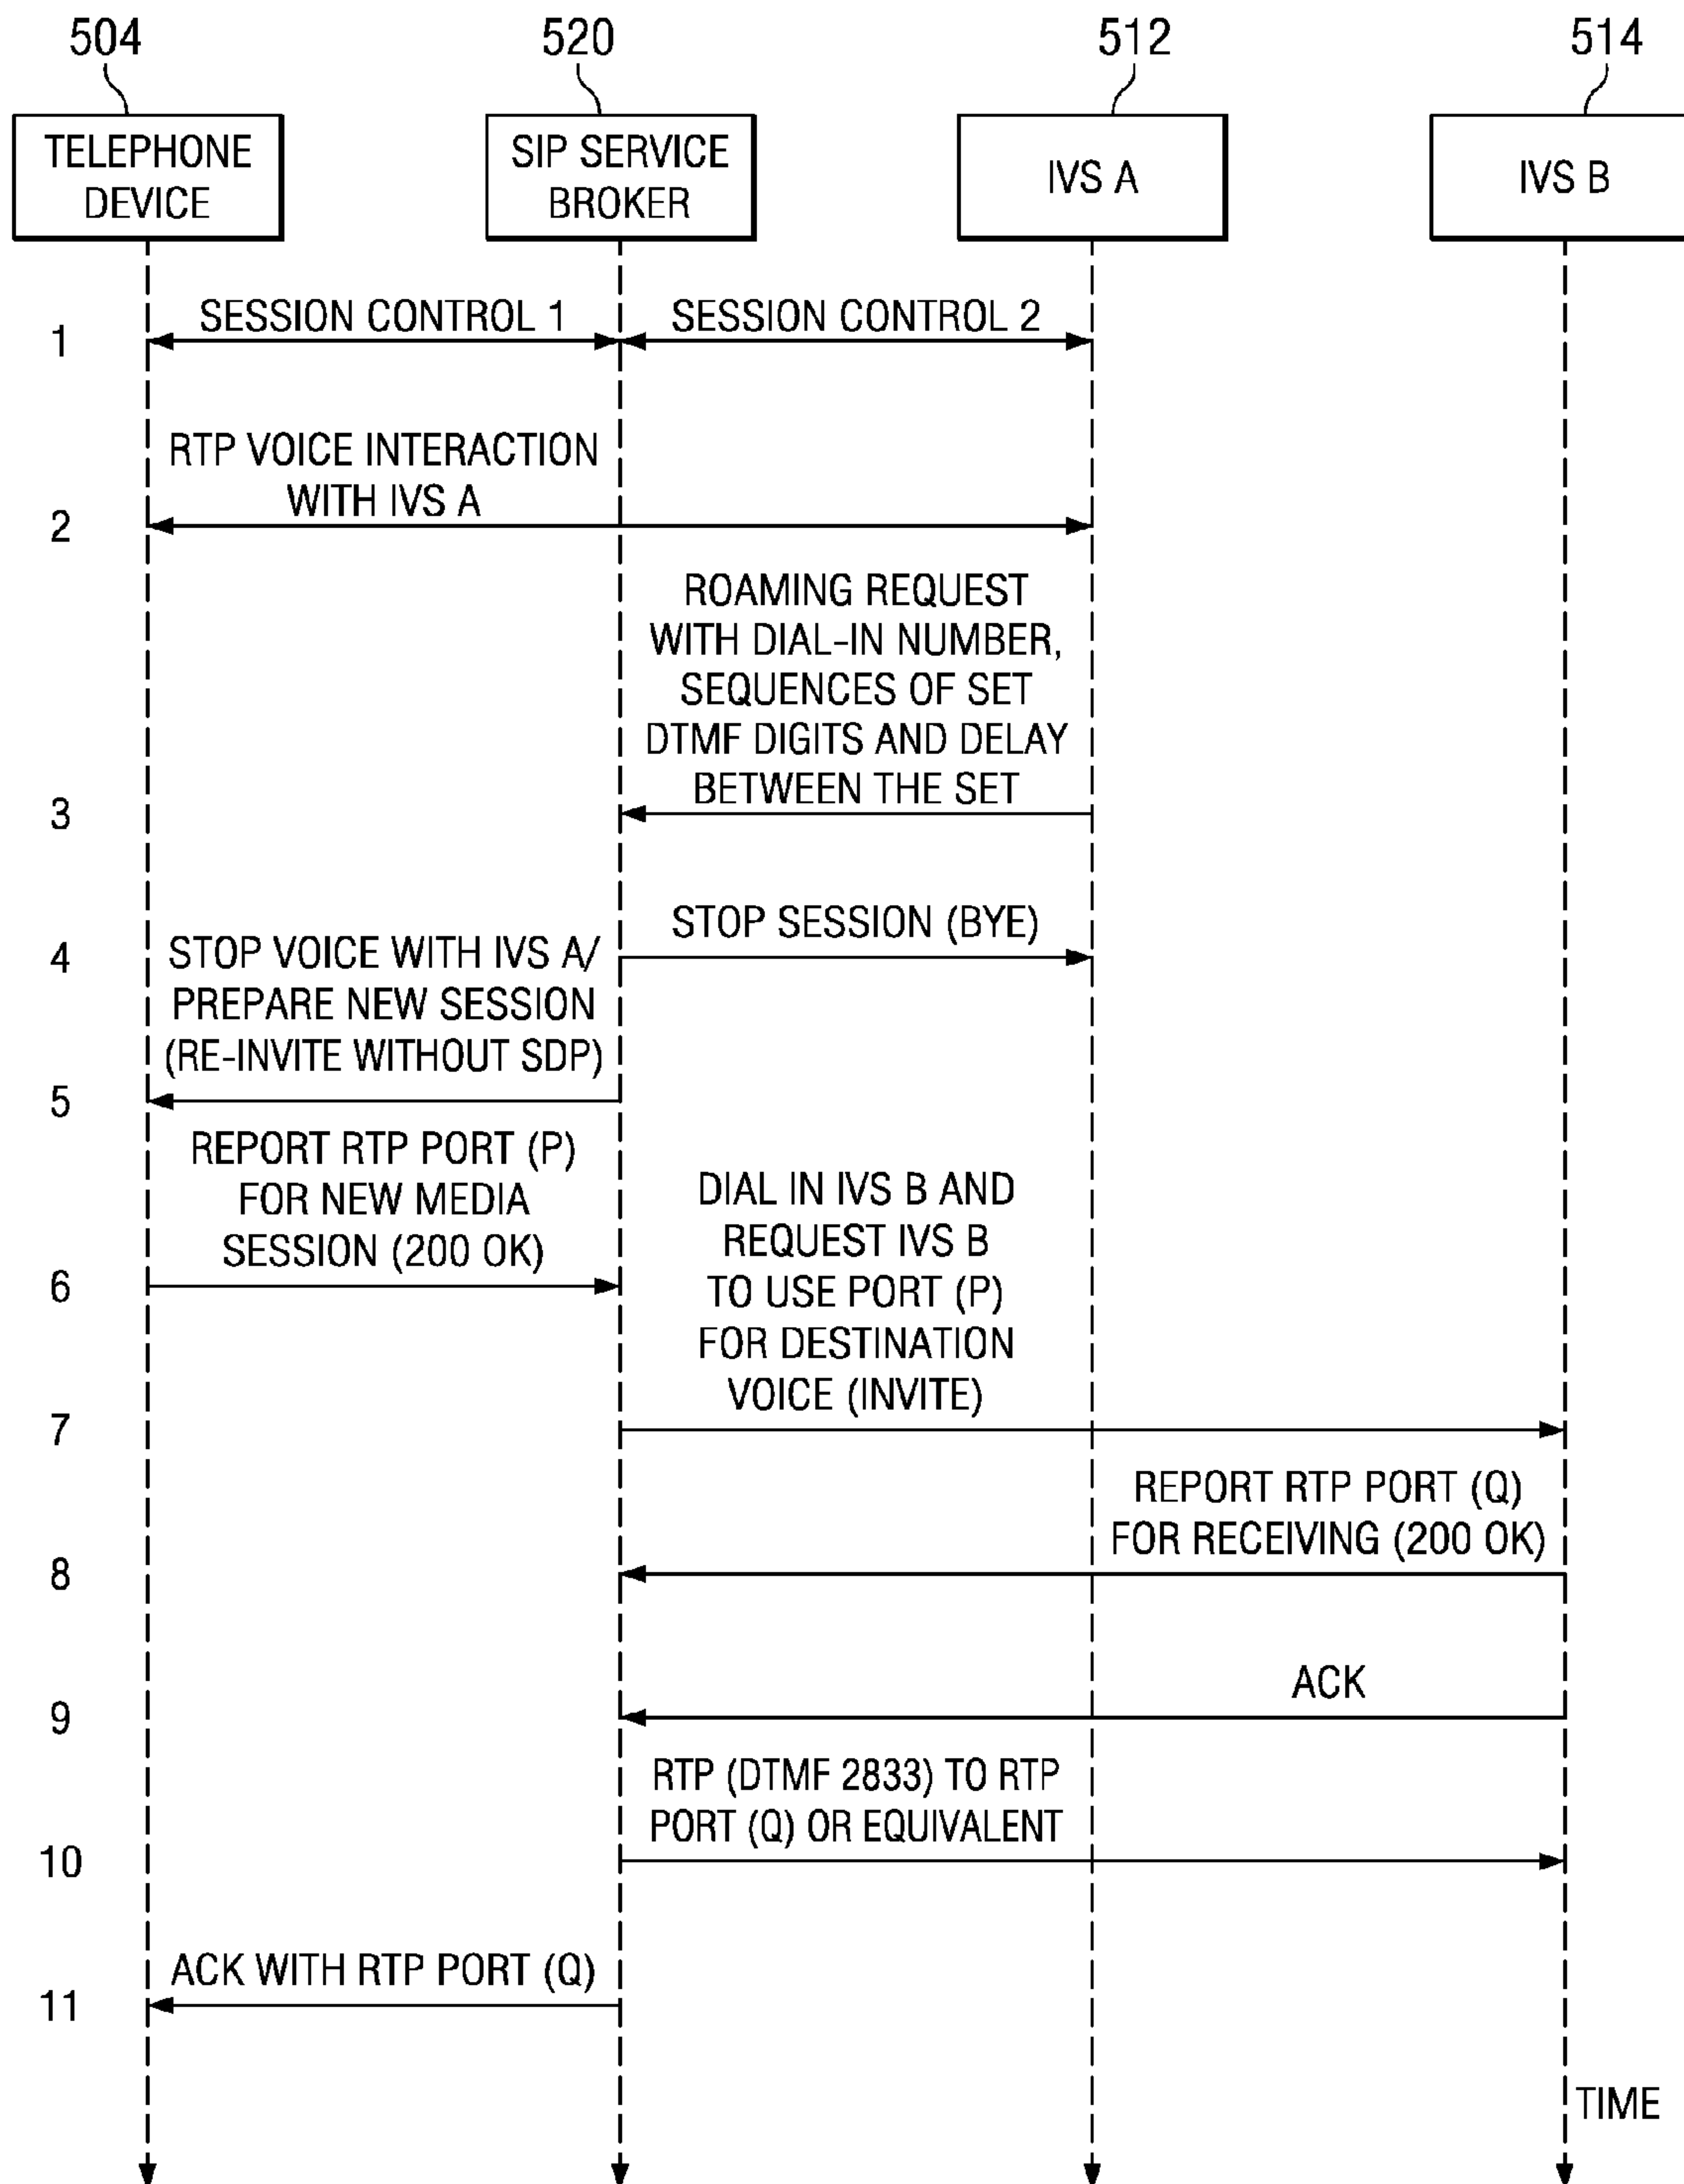 504
520
512
514
TELEPHONE
DEVICE
SIP SERVICE
BROKER
IVS A
IVS B
1
SESSION CONTROL 1
SESSION CONTROL 2
RTP VOICE INTERACTION
WITH IVS A
2
ROAMING REQUEST
WITH DIAL-IN NUMBER,
SEQUENCES OF SET
DTMF DIGITS AND DELAY
BETWEEN THE SET
3
STOP SESSION (BYE)
4
STOP VOICE WITH IVS A/
PREPARE NEW SESSION
(RE-INVITE WITHOUT SDP)
5
REPORT RTP PORT (P)
FOR NEW MEDIA
SESSION (200 OK)
6
DIAL IN IVS B AND
REQUEST IVS B
TO USE PORT (P)
FOR DESTINATION
VOICE (INVITE)
7
REPORT RTP PORT (Q)
FOR RECEIVING (200 OK)
8
ACK
9
RTP (DTMF 2833) TO RTP
PORT (Q) OR EQUIVALENT
10
ACK WITH RTP PORT (Q)
11
TIME